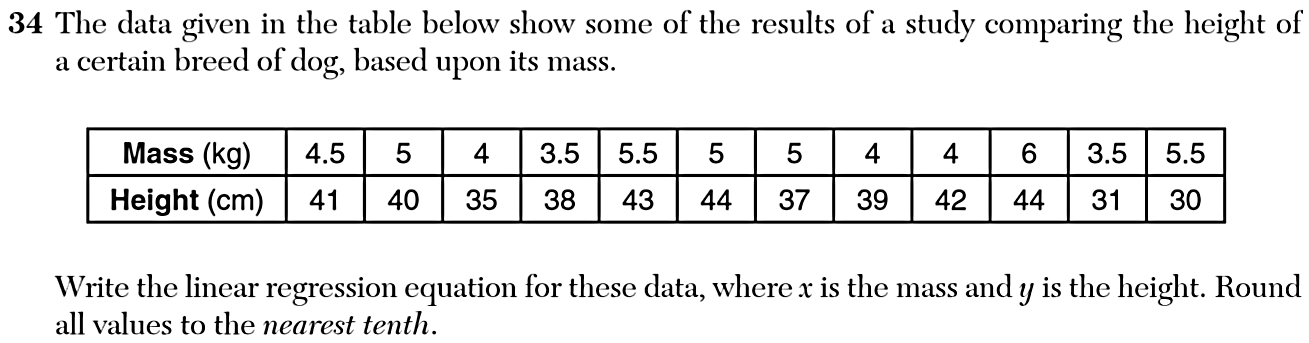 34 The data given in the table below show some of the results of a study comparing the height of
a certain breed of dog, based upon its mass.
Mass (kg) 4.5 5 4 3.5 5.5 5 5 4 4 6 3.5 5.5
Height (cm) 41 40 35 38 43 44 37 39 42 44 31 30
Write the linear regression equation for these data, where x is the mass and y is the height. Round
all values to the nearest tenth.